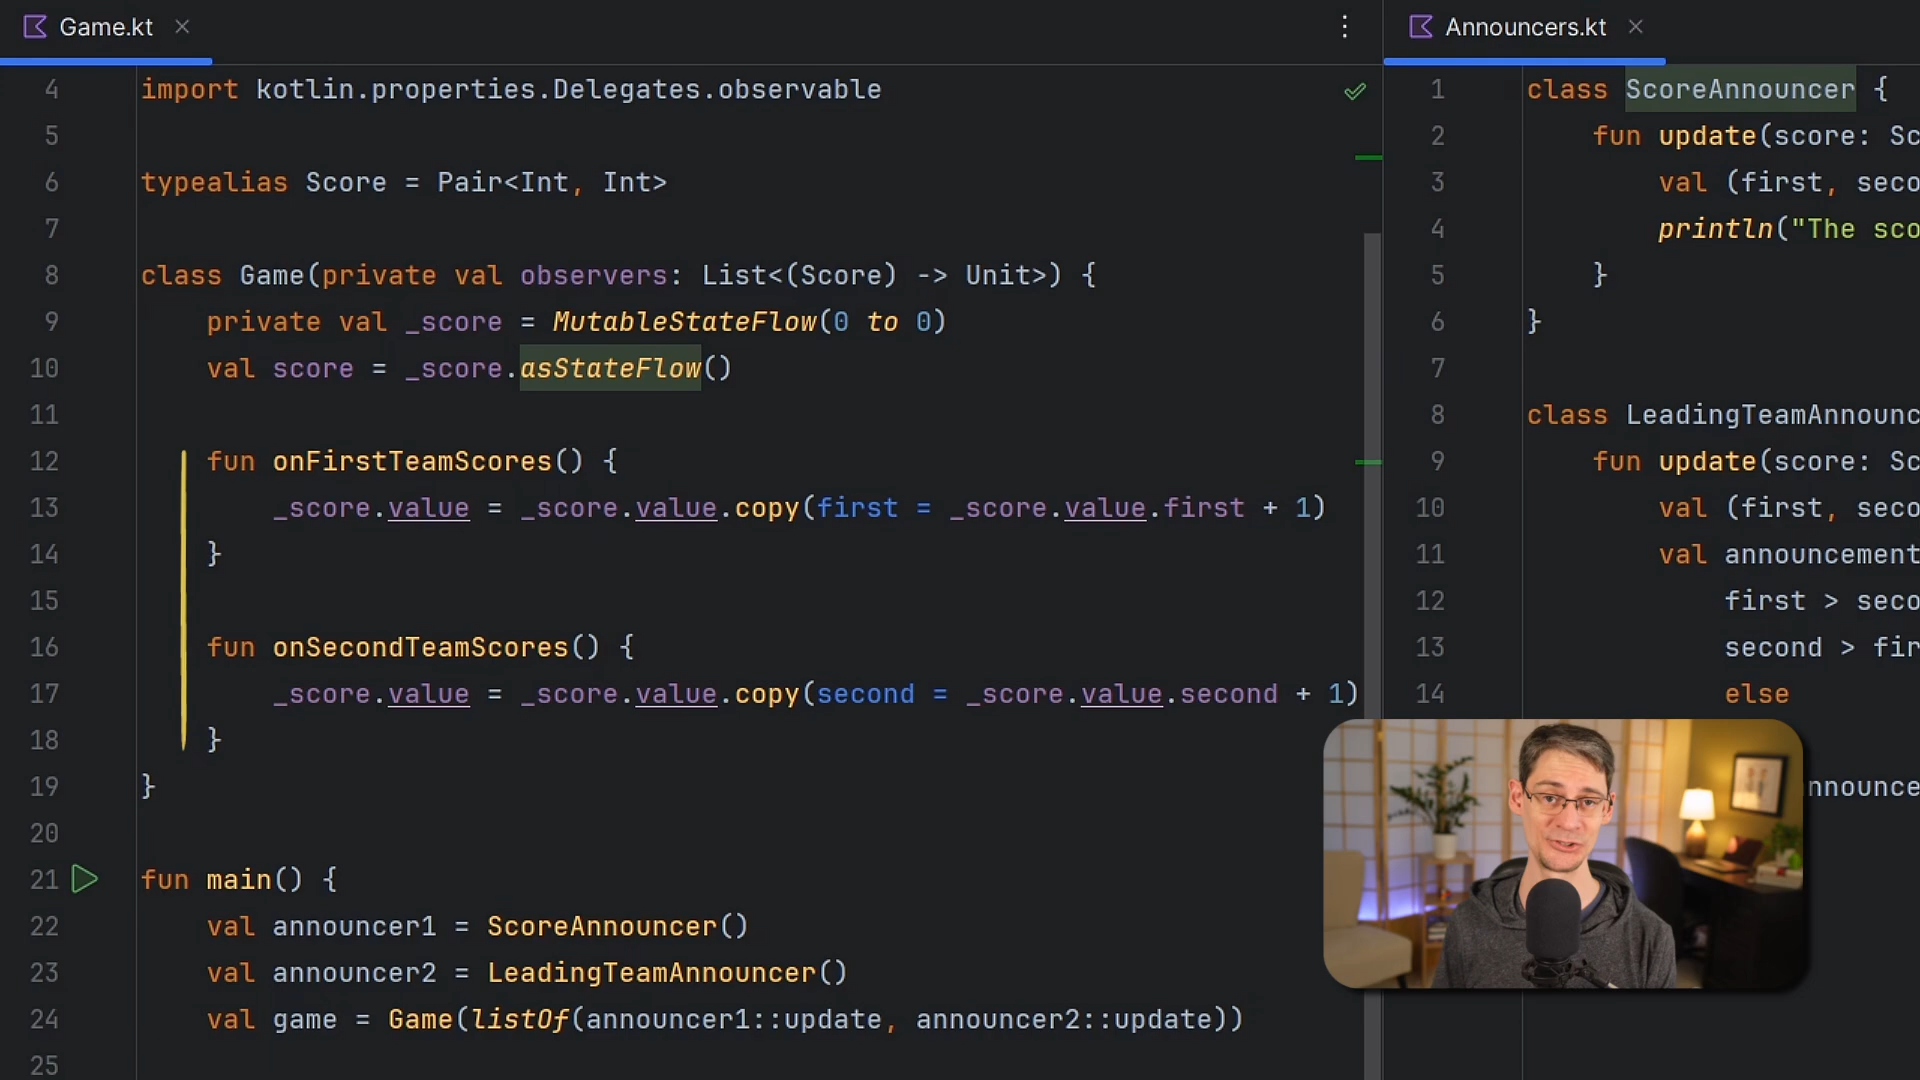 Game.kt
4 import kotlin.properties.Delegates.observable
5
6 typealias Score = Pair<Int, Int>
7
8 class Game(private val observers: List<(Score) -> Unit>) {
9 private val _score = MutableStateFlow(0 to 0)
10 val score = _score.asStateFlow()
11
12 fun onFirstTeamScores() {
13 _score.value = _score.value.copy(first = _score.value.first + 1)
14 }
15
16 fun onSecondTeamScores() {
17 _score.value = _score.value.copy(second = _score.value.second + 1)
18 }
19 }
20
21 fun main() {
22 val announcer1 = ScoreAnnouncer()
23 val announcer2 = LeadingTeamAnnouncer()
24 val game = Game(listOf(announcer1::update, announcer2::update))
25
Announcers.kt
1 class ScoreAnnouncer {
2 fun update(score: Sc
3 val (first, seco
4 println("The sco
5 }
6 }
7
8 class LeadingTeamAnnounc
9 fun update(score: Sc
10 val (first, seco
11 val announcement
12 first > seco
13 second > fir
14 else
nnounce